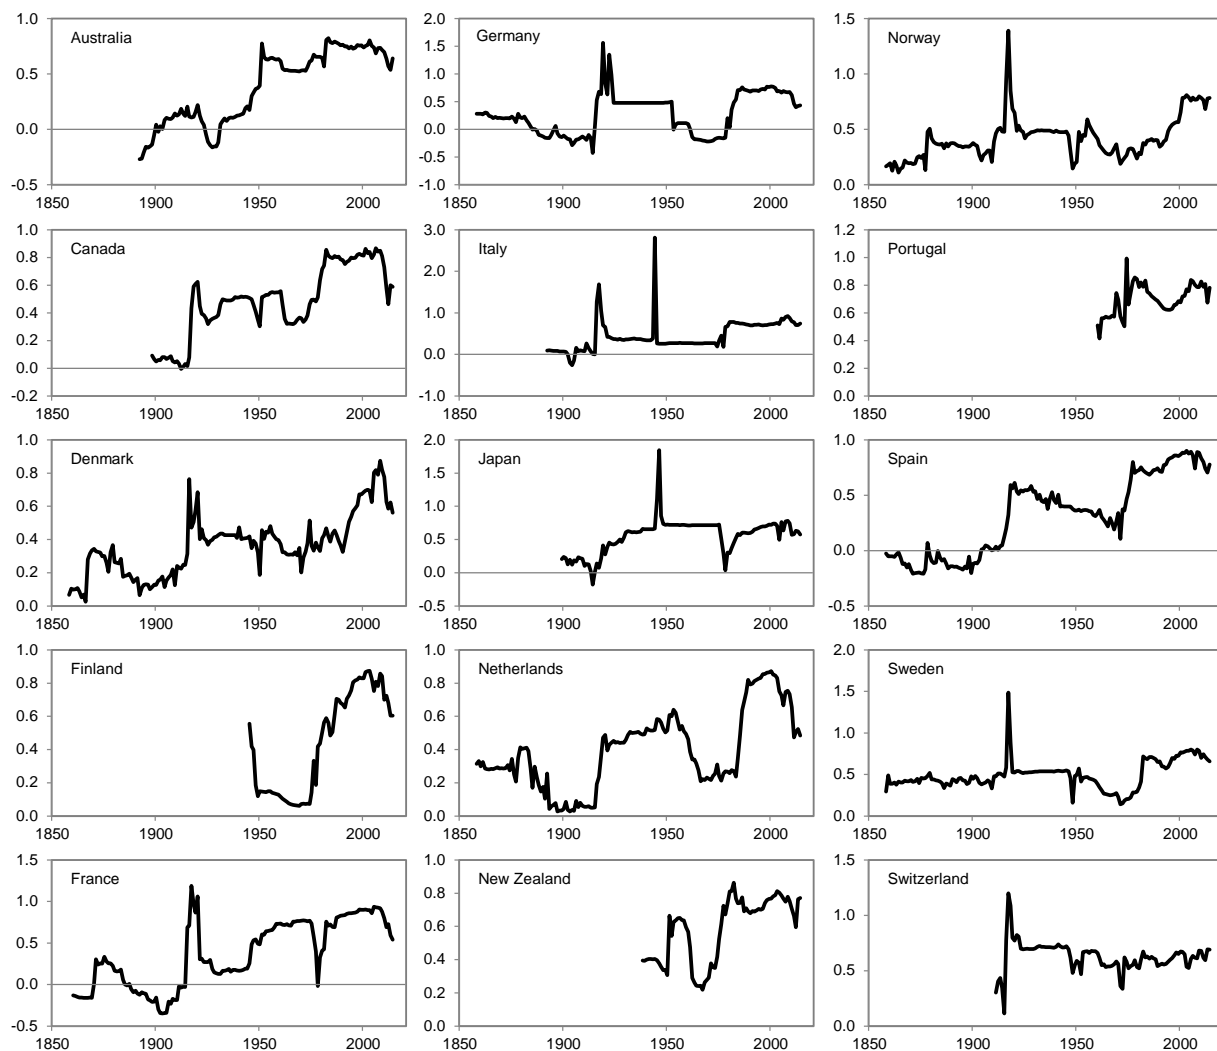 Australia
1.0
0.5
0.0
-0.5
1850 1900 1950 2000
Germany
2.0
1.5
1.0
0.5
0.0
-0.5
-1.0
1850 1900 1950 2000
Norway
1.5
1.0
0.5
0.0
1850 1900 1950 2000
Canada
1.0
0.8
0.6
0.4
0.2
0.0
-0.2
1850 1900 1950 2000
Italy
3.0
2.0
1.0
0.0
-1.0
1850 1900 1950 2000
Portugal
1.2
1.0
0.8
0.6
0.4
0.2
0.0
1850 1900 1950 2000
Denmark
1.0
0.8
0.6
0.4
0.2
0.0
1850 1900 1950 2000
Japan
2.0
1.5
1.0
0.5
0.0
-0.5
1850 1900 1950 2000
Spain
1.0
0.5
0.0
-0.5
1850 1900 1950 2000
Finland
1.0
0.8
0.6
0.4
0.2
0.0
1850 1900 1950 2000
Netherlands
1.0
0.8
0.6
0.4
0.2
0.0
1850 1900 1950 2000
Sweden
2.0
1.5
1.0
0.5
0.0
1850 1900 1950 2000
France
1.5
1.0
0.5
0.0
-0.5
1850 1900 1950 2000
New Zealand
1.0
0.8
0.6
0.4
0.2
0.0
1850 1900 1950 2000
Switzerland
1.5
1.0
0.5
0.0
1850 1900 1950 2000